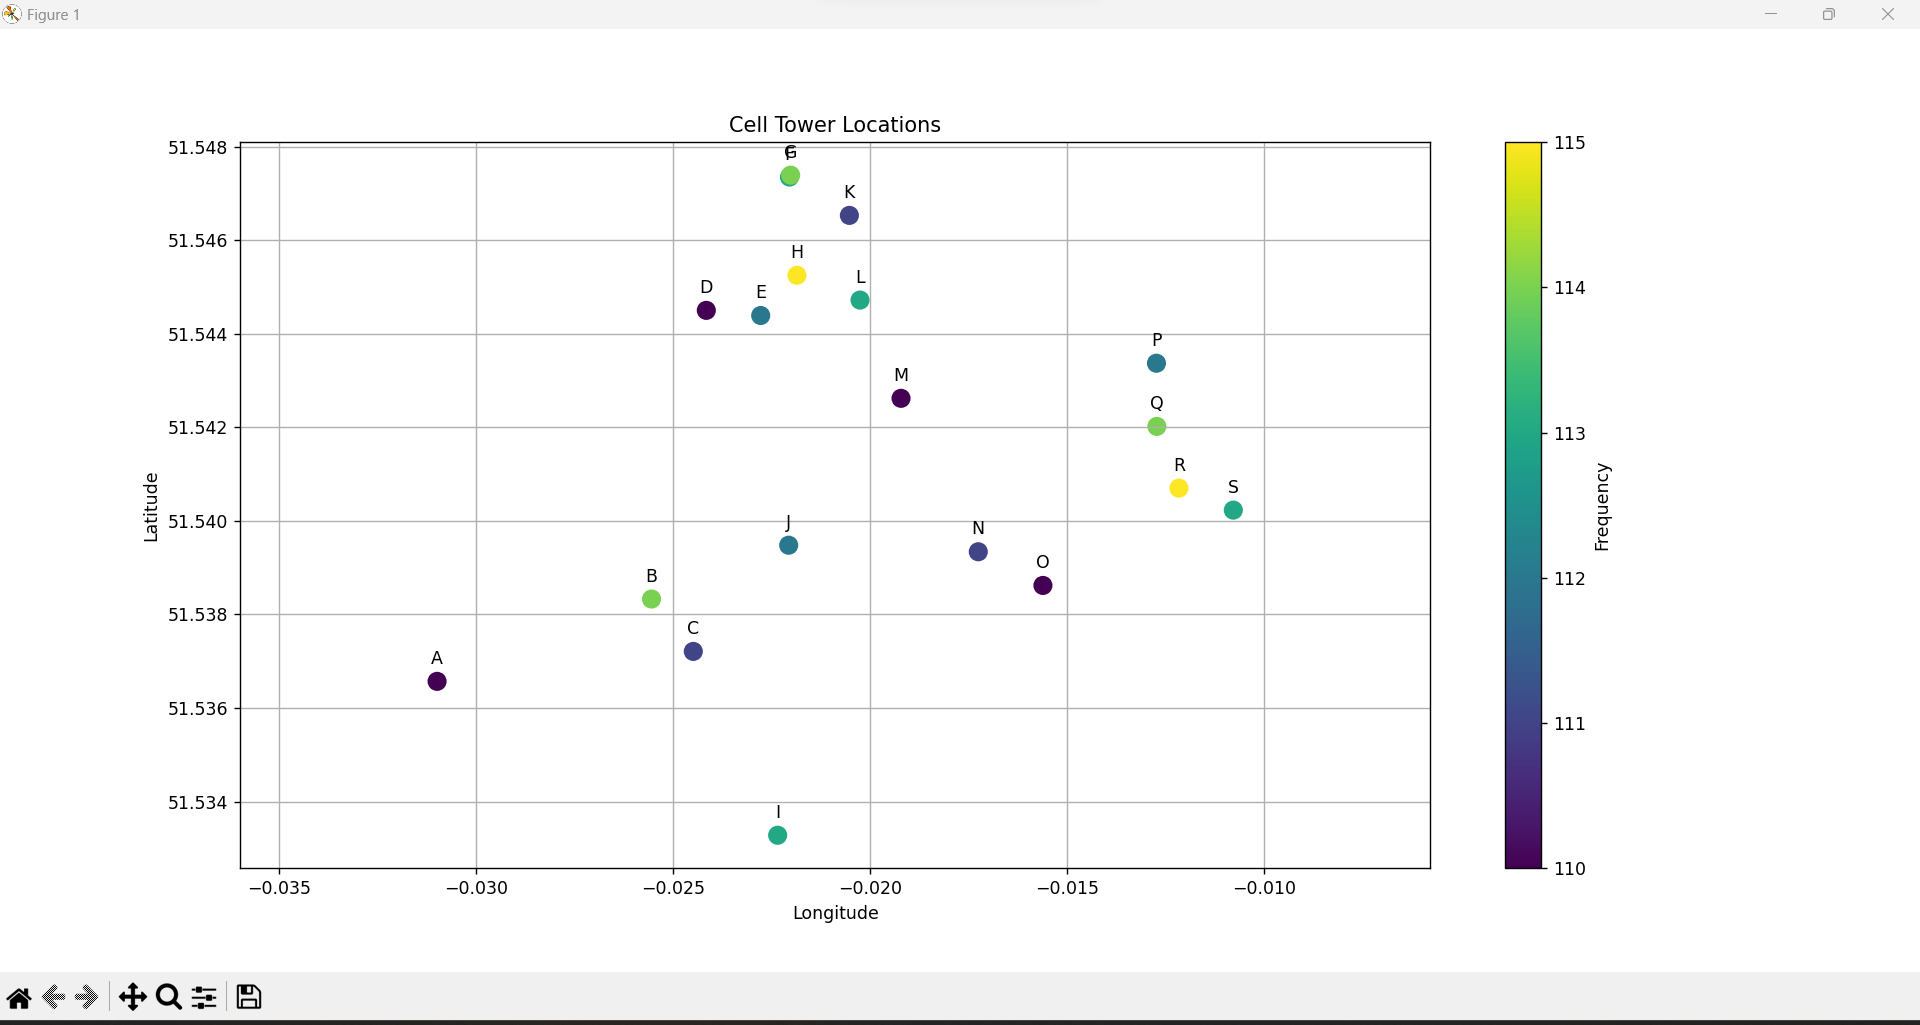 Figure 1
Cell Tower Locations
51.548
51.546
51.544
51.542
51.540
51.538
51.536
51.534
Latitude
G
K
H
L
D
E
P
M
Q
R
S
J
N
O
B
C
A
I
−0.035 −0.030 −0.025 −0.020 −0.015 −0.010
Longitude
115
114
113
112
111
110
Frequency